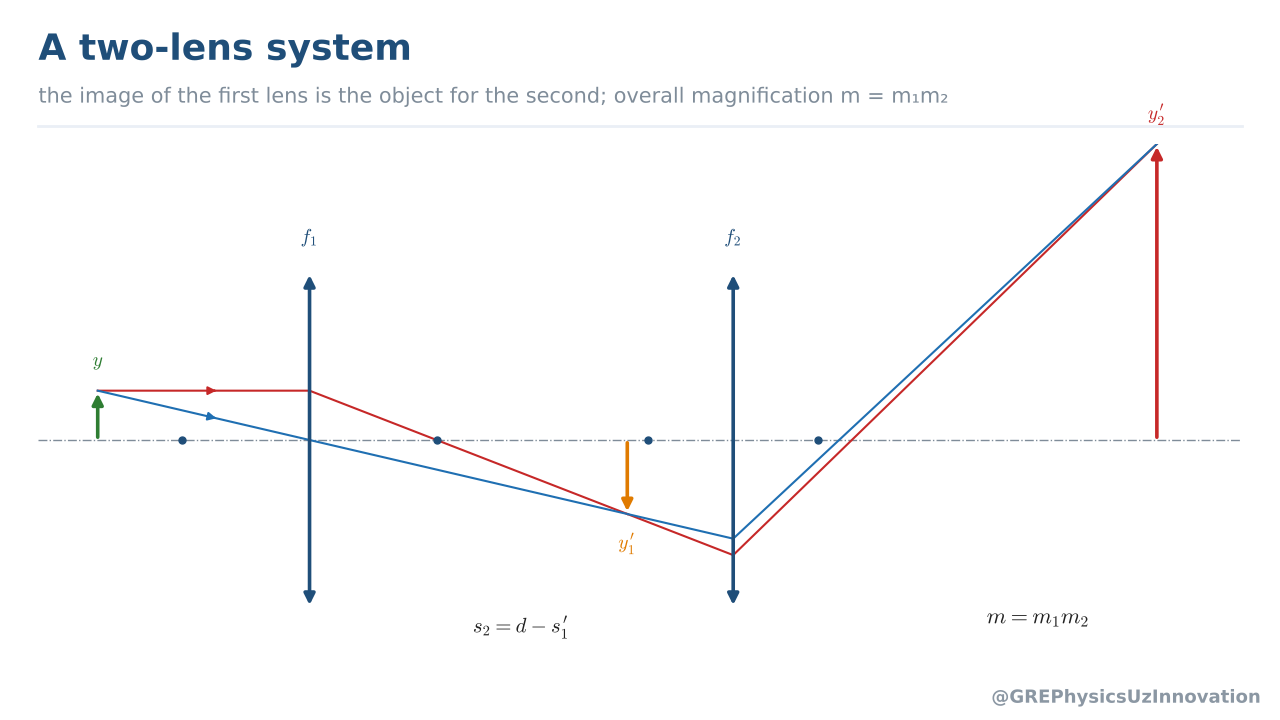 A two-lens system
the image of the first lens is the object for the second; overall magnification m = m₁m₂
y₂′
f₁
f₂
y
y₁′
s₂ = d − s₁′
m = m₁m₂
@GREPhysicsUzInnovation